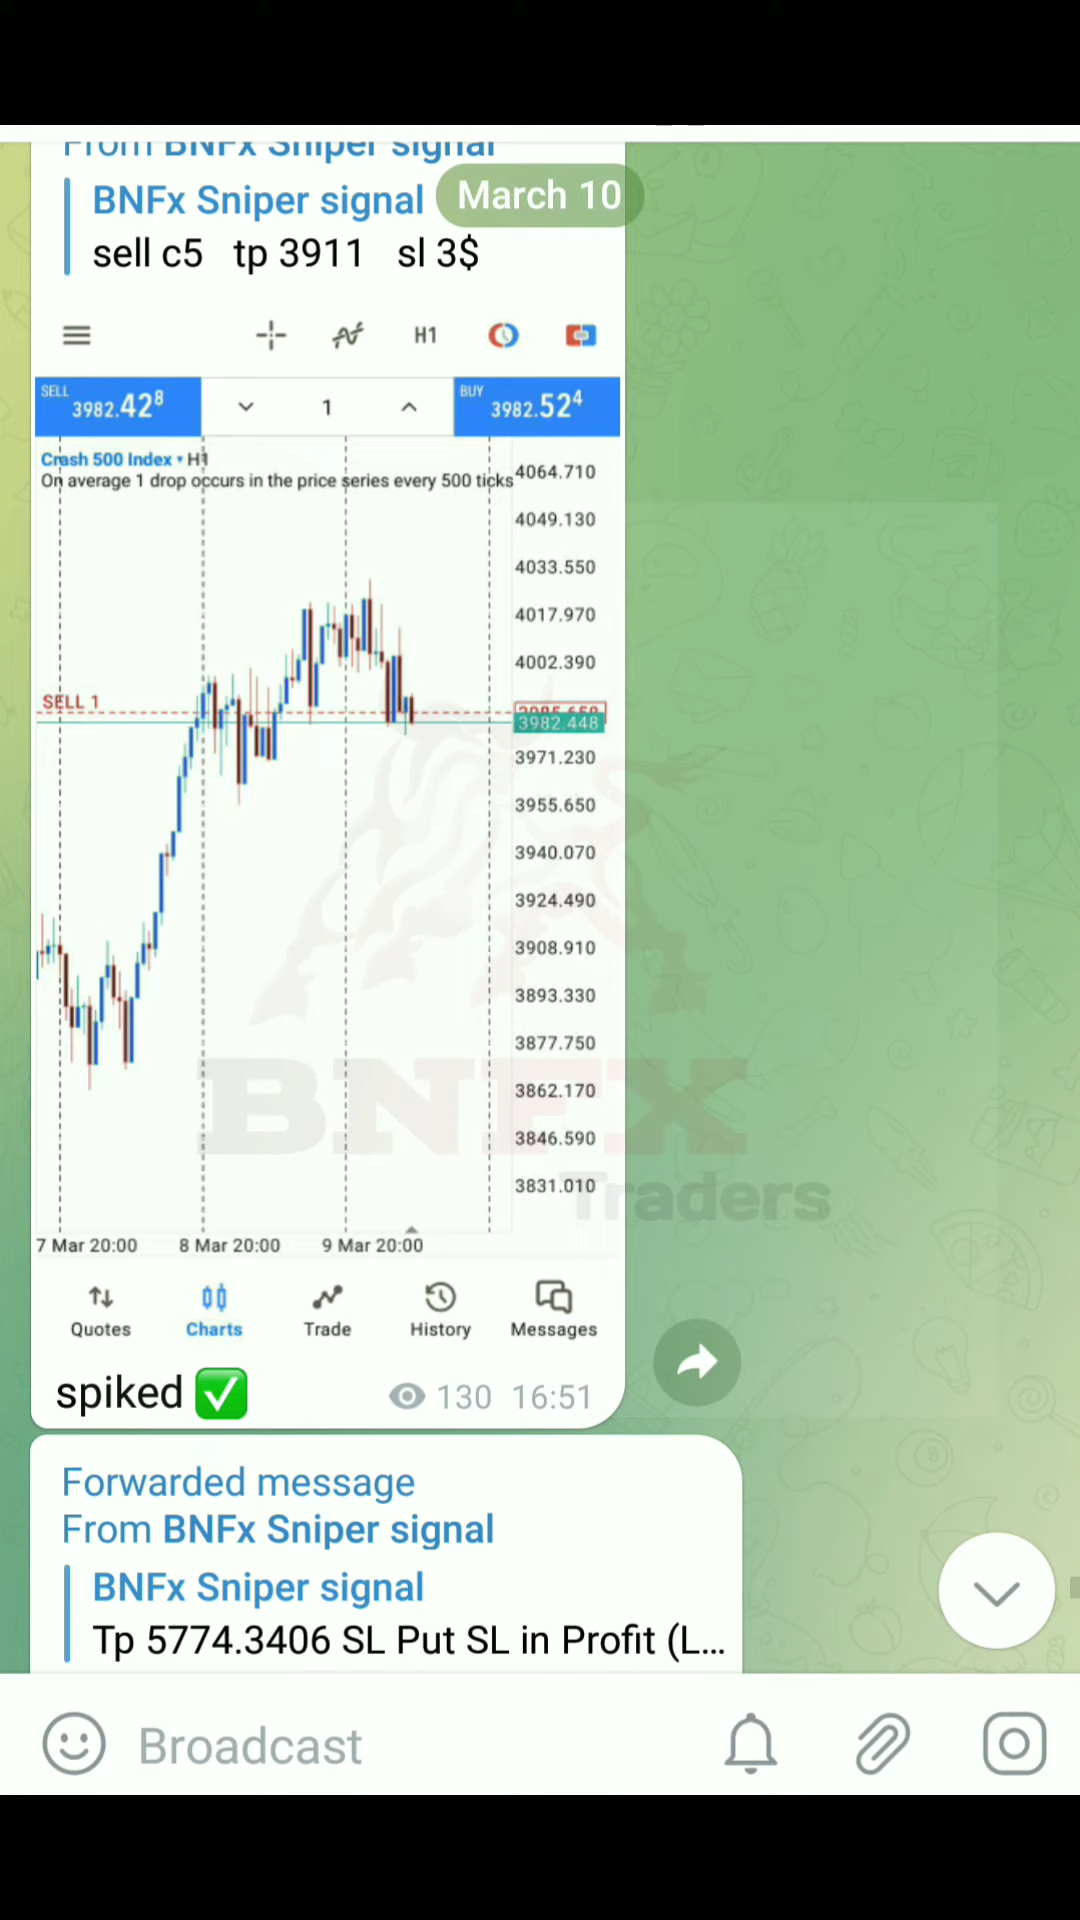 From BNFx Sniper signal
BNFx Sniper signal
March 10
sell c5 tp 3911 sl 3$
H1
SELL
3982.428
1
BUY
3982.524
Crash 500 Index ▾ H1
On average 1 drop occurs in the price series every 500 ticks
4064.710
4049.130
4033.550
4017.970
4002.390
SELL 1
3982.448
3971.230
3955.650
3940.070
3924.490
3908.910
3893.330
3877.750
3862.170
3846.590
3831.010
BNFX
Traders
7 Mar 20:00 8 Mar 20:00 9 Mar 20:00
Quotes Charts Trade History Messages
spiked ✅ 130 16:51
Forwarded message
From BNFx Sniper signal
BNFx Sniper signal
Tp 5774.3406 SL Put SL in Profit (L...
Broadcast